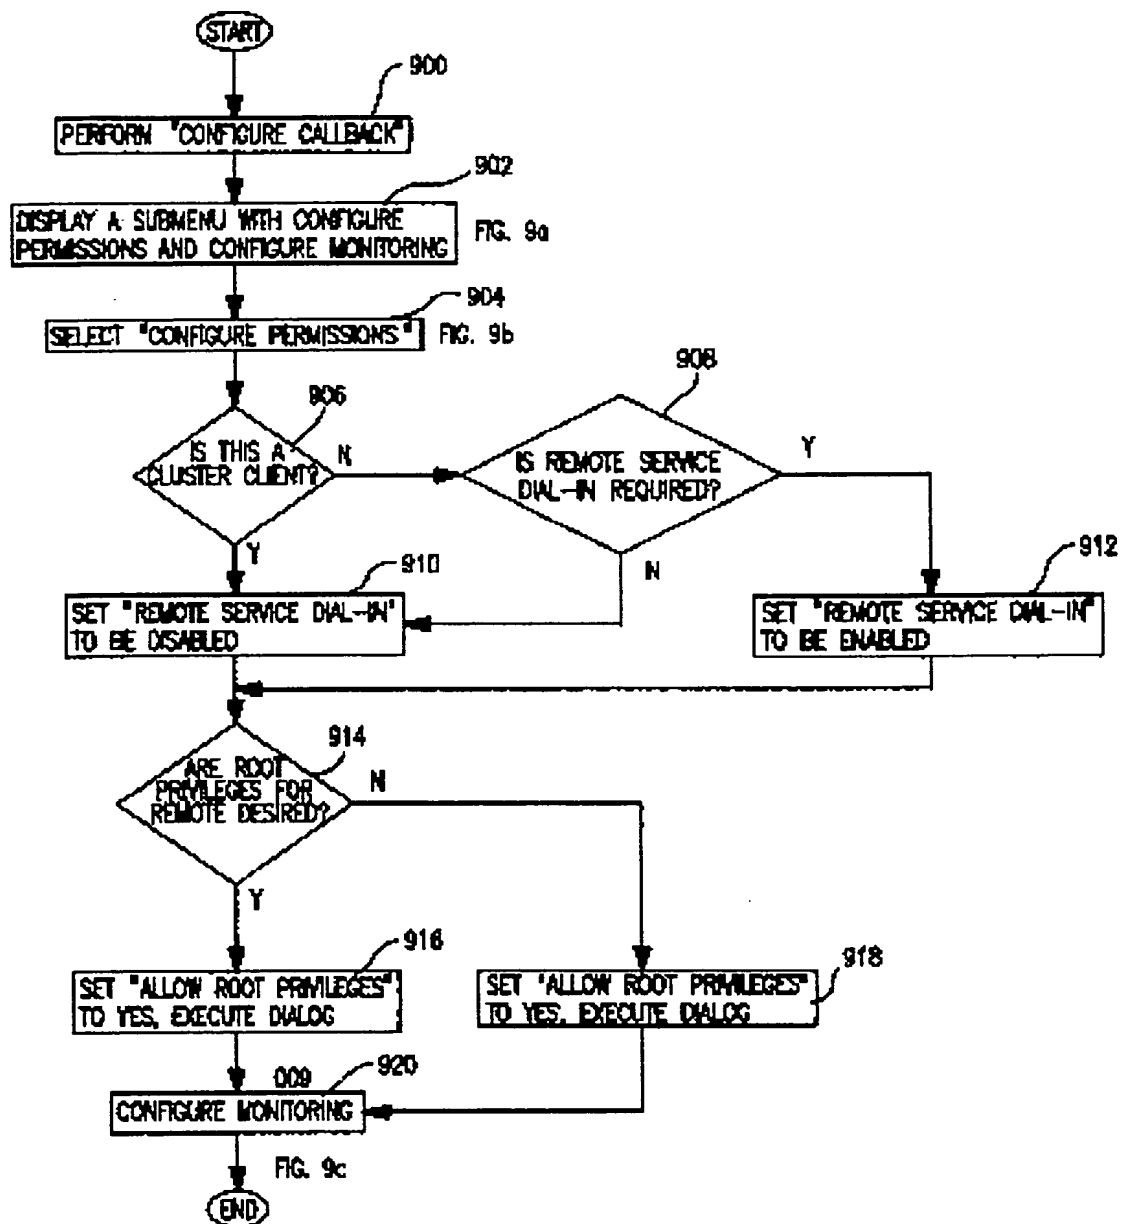 START
900
PERFORM "CONFIGURE CALLBACK"
902
DISPLAY A SUBMENU WITH CONFIGURE
PERMISSIONS AND CONFIGURE MONITORING
FIG. 9a
904
SELECT "CONFIGURE PERMISSIONS"
FIG. 9b
906
IS THIS A
CLUSTER CLIENT?
N
908
IS REMOTE SERVICE
DIAL-IN REQUIRED?
Y
Y
N
910
SET "REMOTE SERVICE DIAL-IN"
TO BE DISABLED
912
SET "REMOTE SERVICE DIAL-IN"
TO BE ENABLED
914
ARE ROOT
PRIVILEGES FOR
REMOTE DESIRED?
N
Y
916
SET "ALLOW ROOT PRIVILEGES"
TO YES, EXECUTE DIALOG
918
SET "ALLOW ROOT PRIVILEGES"
TO YES, EXECUTE DIALOG
009
920
CONFIGURE MONITORING
FIG. 9c
END